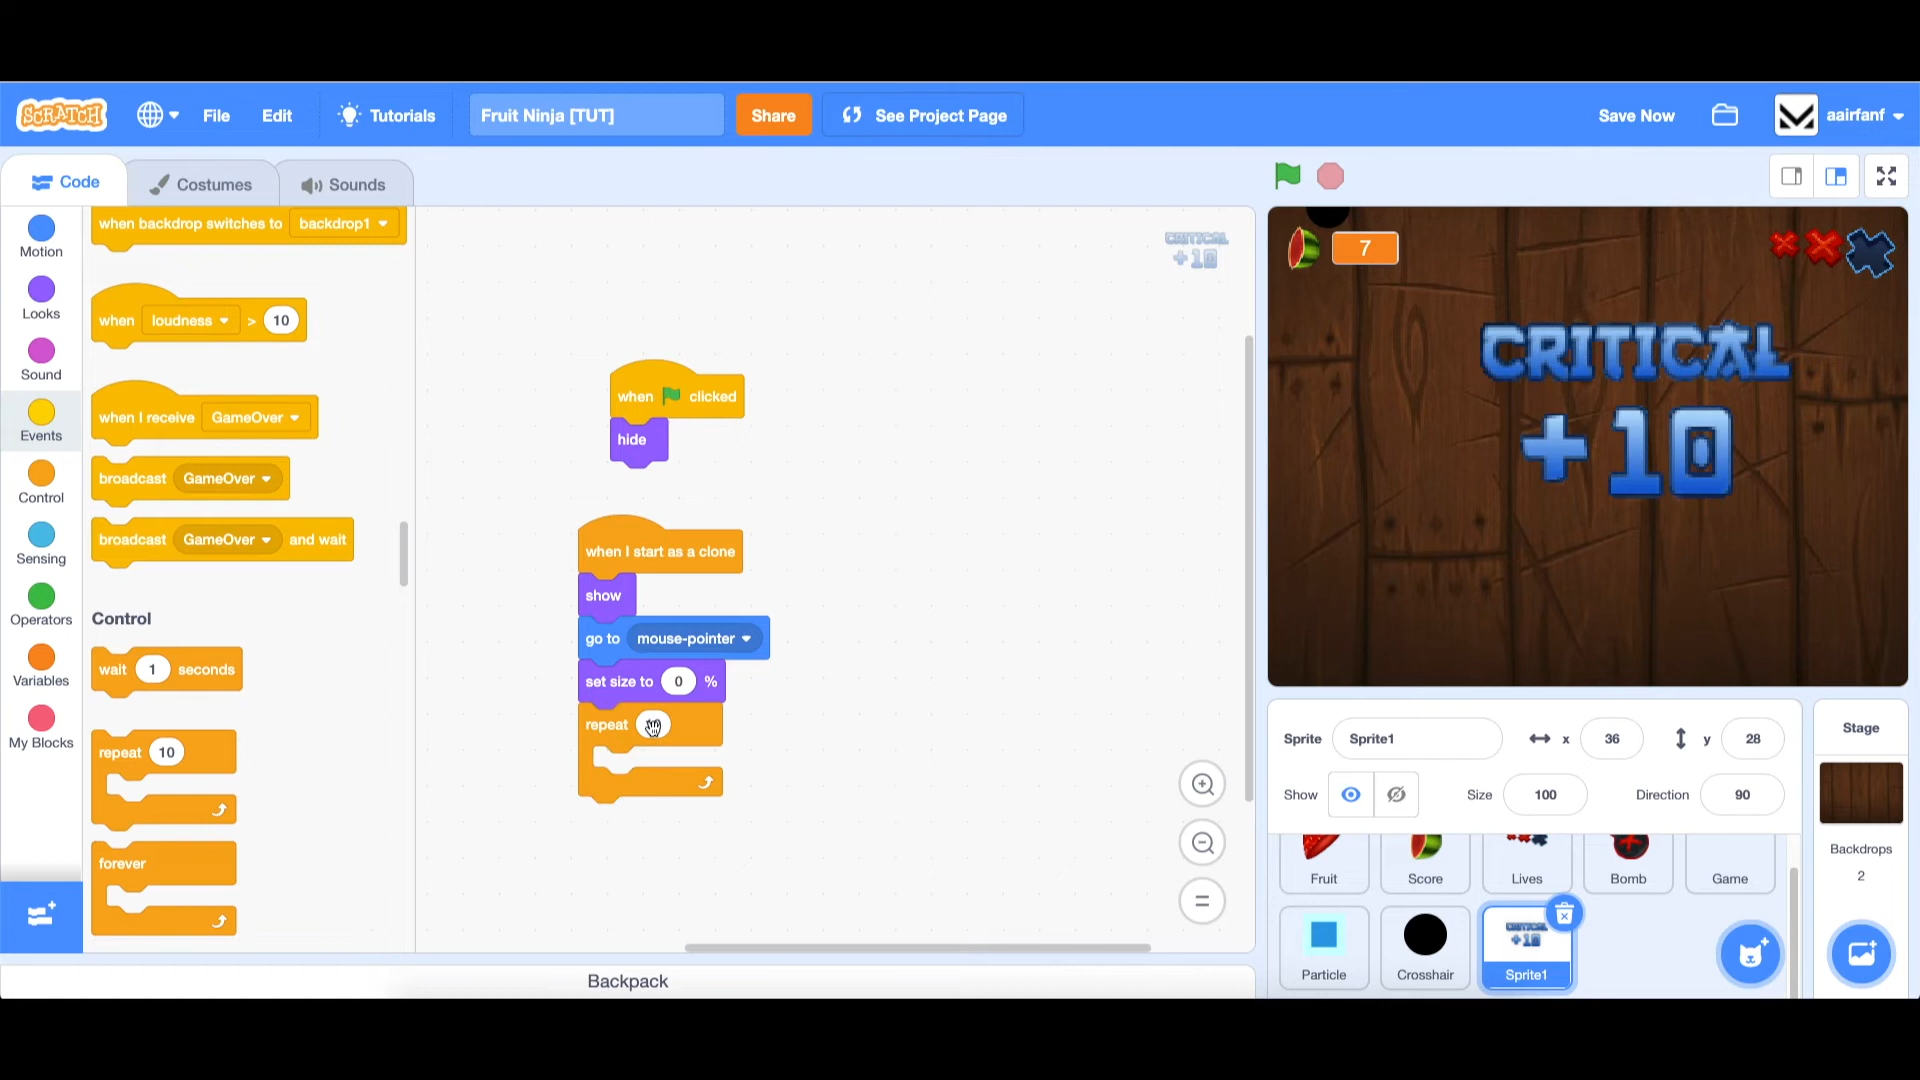 SCRATCH File Edit Tutorials Fruit Ninja [TUT] Share See Project Page Save Now aairfanf
Code Costumes Sounds
Motion
Looks
Sound
Events
Control
Sensing
Operators
Variables
My Blocks
when backdrop switches to backdrop1
when loudness > 10
when I receive GameOver
broadcast GameOver
broadcast GameOver and wait
Control
wait 1 seconds
repeat 10
forever
CRITICAL
+10
when clicked
hide
when I start as a clone
show
go to mouse-pointer
set size to 0 %
repeat
Backpack
7
CRITICAL
+10
Sprite Sprite1 x 36 y 28
Show Size 100 Direction 90
Fruit Score Lives Bomb Game
CRITICAL
+10
Particle Crosshair Sprite1
Stage
Backdrops
2